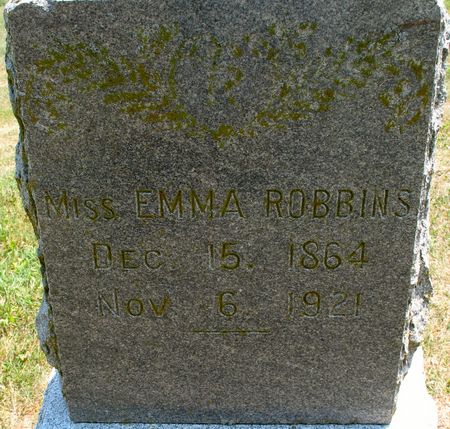 Miss EMMA ROBBINS
Dec. 15. 1864
Nov. 6. 1921